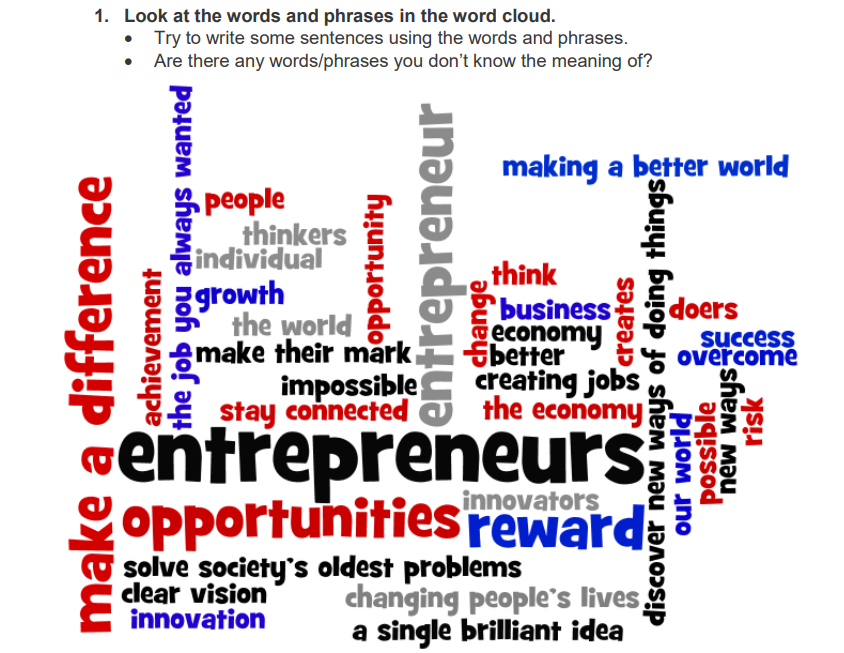 1. Look at the words and phrases in the word cloud.
• Try to write some sentences using the words and phrases.
• Are there any words/phrases you don’t know the meaning of?
make a difference
achievement
the job you always wanted
people
thinkers
individual
growth
the world
make their mark
impossible
stay connected
opportunity
entrepreneur
making a better world
think
change
business
economy
better
creates
creating jobs
the economy
discover new ways of doing things
doers
success
overcome
our world
possible
new ways
risk
entrepreneurs
opportunities
innovators
reward
solve society's oldest problems
clear vision
changing people's lives
innovation
a single brilliant idea